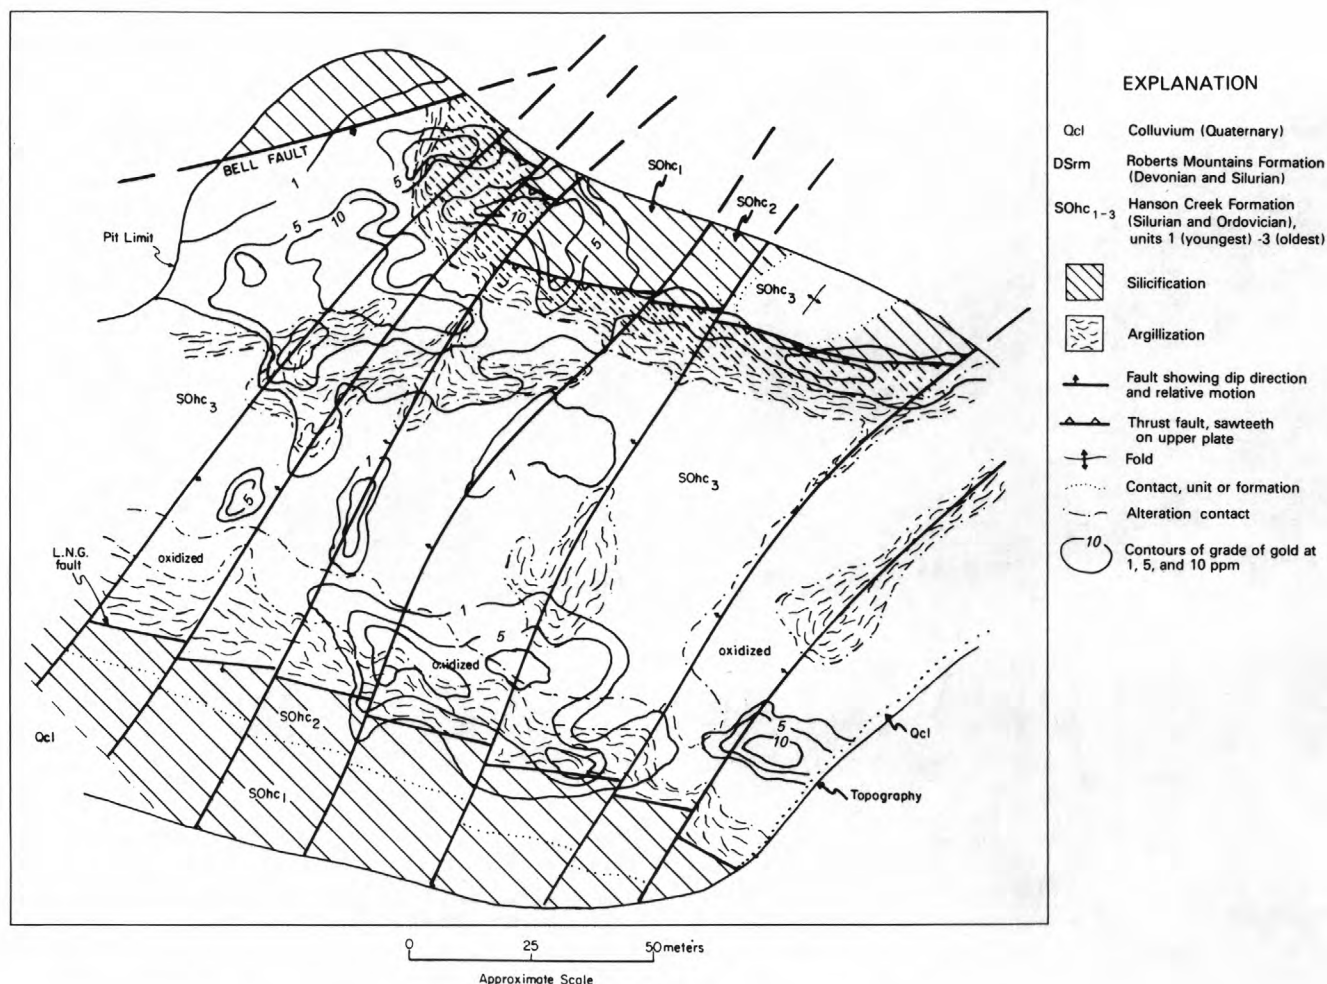 EXPLANATION
Qcl Colluvium (Quaternary)
DSrm Roberts Mountains Formation
(Devonian and Silurian)
SOhc1-3 Hanson Creek Formation
(Silurian and Ordovician),
units 1 (youngest) -3 (oldest)
Silicification
Argillization
Fault showing dip direction
and relative motion
Thrust fault, sawteeth
on upper plate
Fold
Contact, unit or formation
Alteration contact
10 Contours of grade of gold at
1, 5, and 10 ppm
BELL FAULT
1
5
5
10
10
5
Pit Limit
SOhc1
SOhc2
SOhc3
SOhc3
SOhc3
5
1
1
L.N.G.
fault
oxidized
1
5
oxidized
oxidized
SOhc2
SOhc1
Qcl
5
10
Qcl
Topography
0 25 50 meters
Approximate Scale